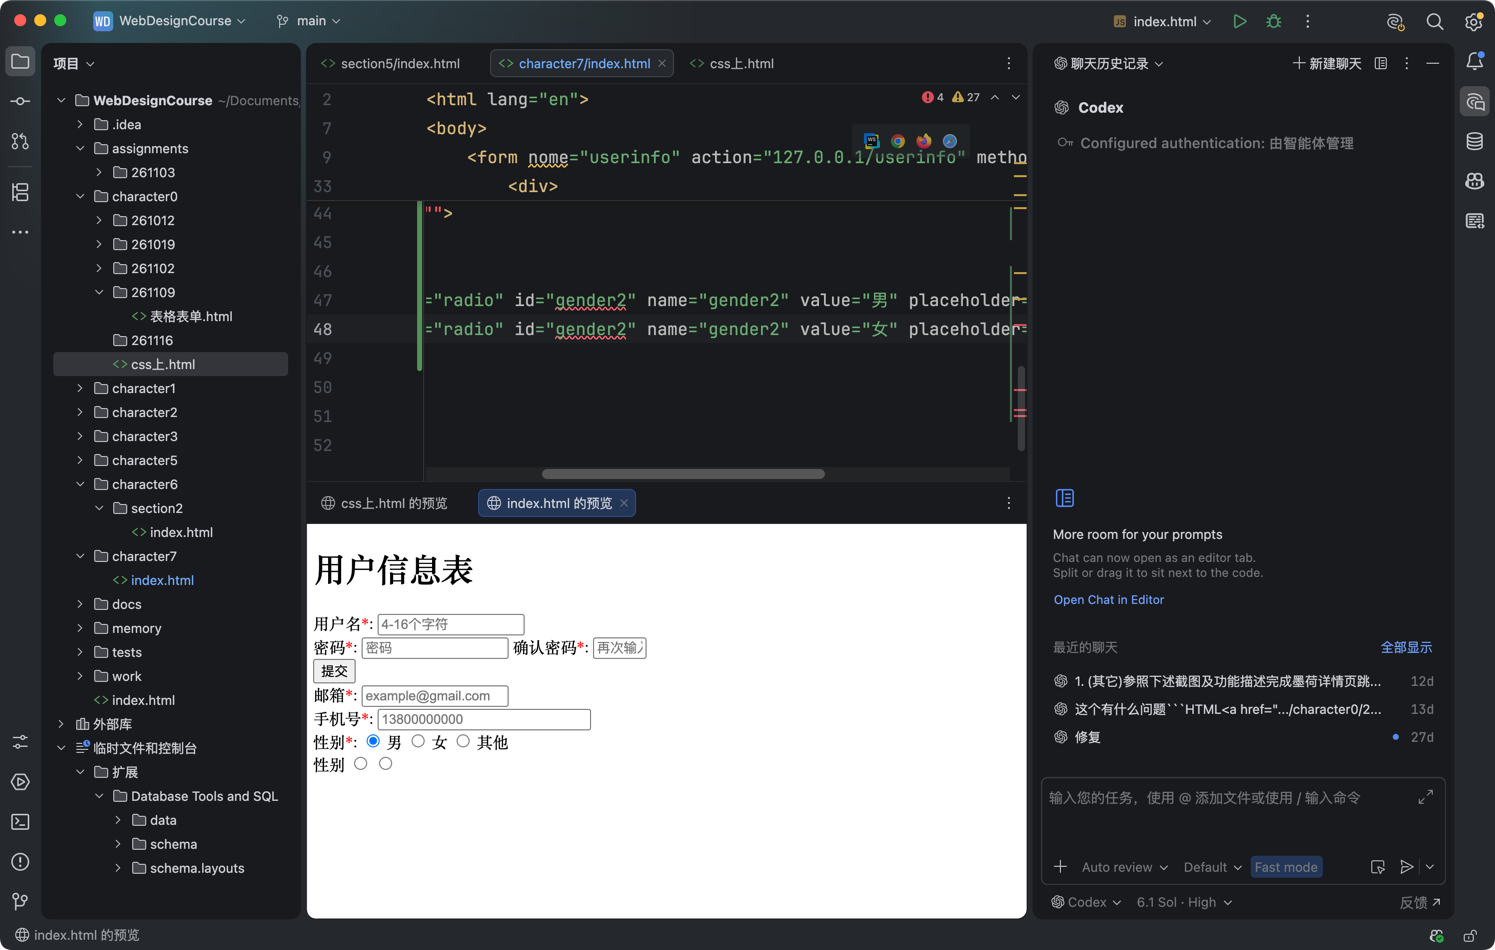 WD WebDesignCourse main
JS index.html
项目
WebDesignCourse ~/Documents
.idea
assignments
261103
character0
261012
261019
261102
261109
表格表单.html
261116
css上.html
character1
character2
character3
character5
character6
section2
index.html
character7
index.html
docs
memory
tests
work
index.html
外部库
临时文件和控制台
扩展
Database Tools and SQL
data
schema
schema.layouts
section5/index.html character7/index.html css上.html
4 27
2 <html lang="en">
7 <body>
9 <form nome="userinfo" action="127.0.0.1/userinfo" metho
33 <div>
44 "">
45
46
47 ="radio" id="gender2" name="gender2" value="男" placeholder=
48 ="radio" id="gender2" name="gender2" value="女" placeholder=
49
50
51
52
css上.html 的预览 index.html 的预览
用户信息表
用户名*: 4-16个字符
密码*: 密码 确认密码*: 再次输入
提交
邮箱*: example@gmail.com
手机号*: 13800000000
性别*: 男 女 其他
性别
聊天历史记录 新建聊天
Codex
Configured authentication: 由智能体管理
More room for your prompts
Chat can now open as an editor tab.
Split or drag it to sit next to the code.
Open Chat in Editor
最近的聊天 全部显示
1. (其它)参照下述截图及功能描述完成墨荷详情页跳... 12d
这个有什么问题```HTML<a href=".../character0/2... 13d
修复 27d
输入您的任务，使用 @ 添加文件或使用 / 输入命令
Auto review Default Fast mode
Codex 6.1 Sol · High 反馈
index.html 的预览